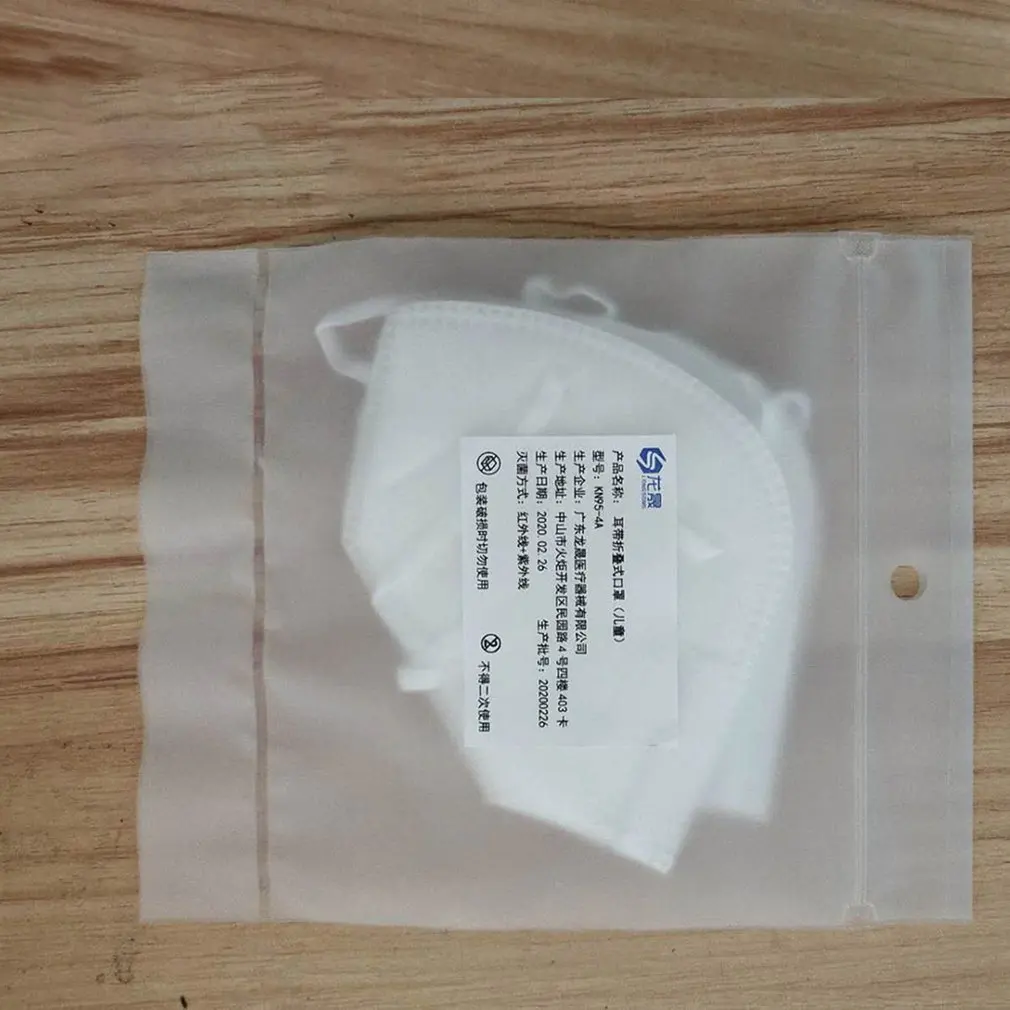 龙晟
产品名称: 耳带折叠式口罩（儿童）
型号: KN95-4A
生产企业: 广东龙晟医疗器械有限公司
生产地址: 中山市火炬开发区民园路4号四楼403卡
生产日期: 2020.02.26 生产批号: 20200226
灭菌方式: 红外线+紫外线
包装破损时切勿使用 不得二次使用